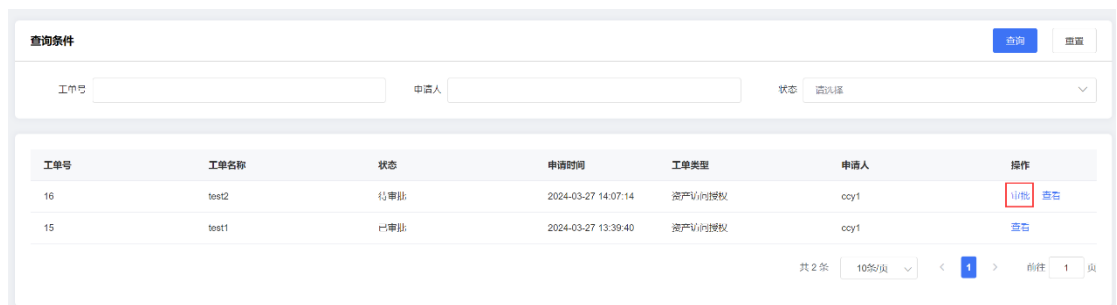 查询条件 查询 重置
工单号 申请人 状态 请选择
工单号 工单名称 状态 申请时间 工单类型 申请人 操作
16 test2 待审批 2024-03-27 14:07:14 资产访问授权 ccy1 审批 查看
15 test1 已审批 2024-03-27 13:39:40 资产访问授权 ccy1 查看
共 2 条 10条/页 1 前往 1 页